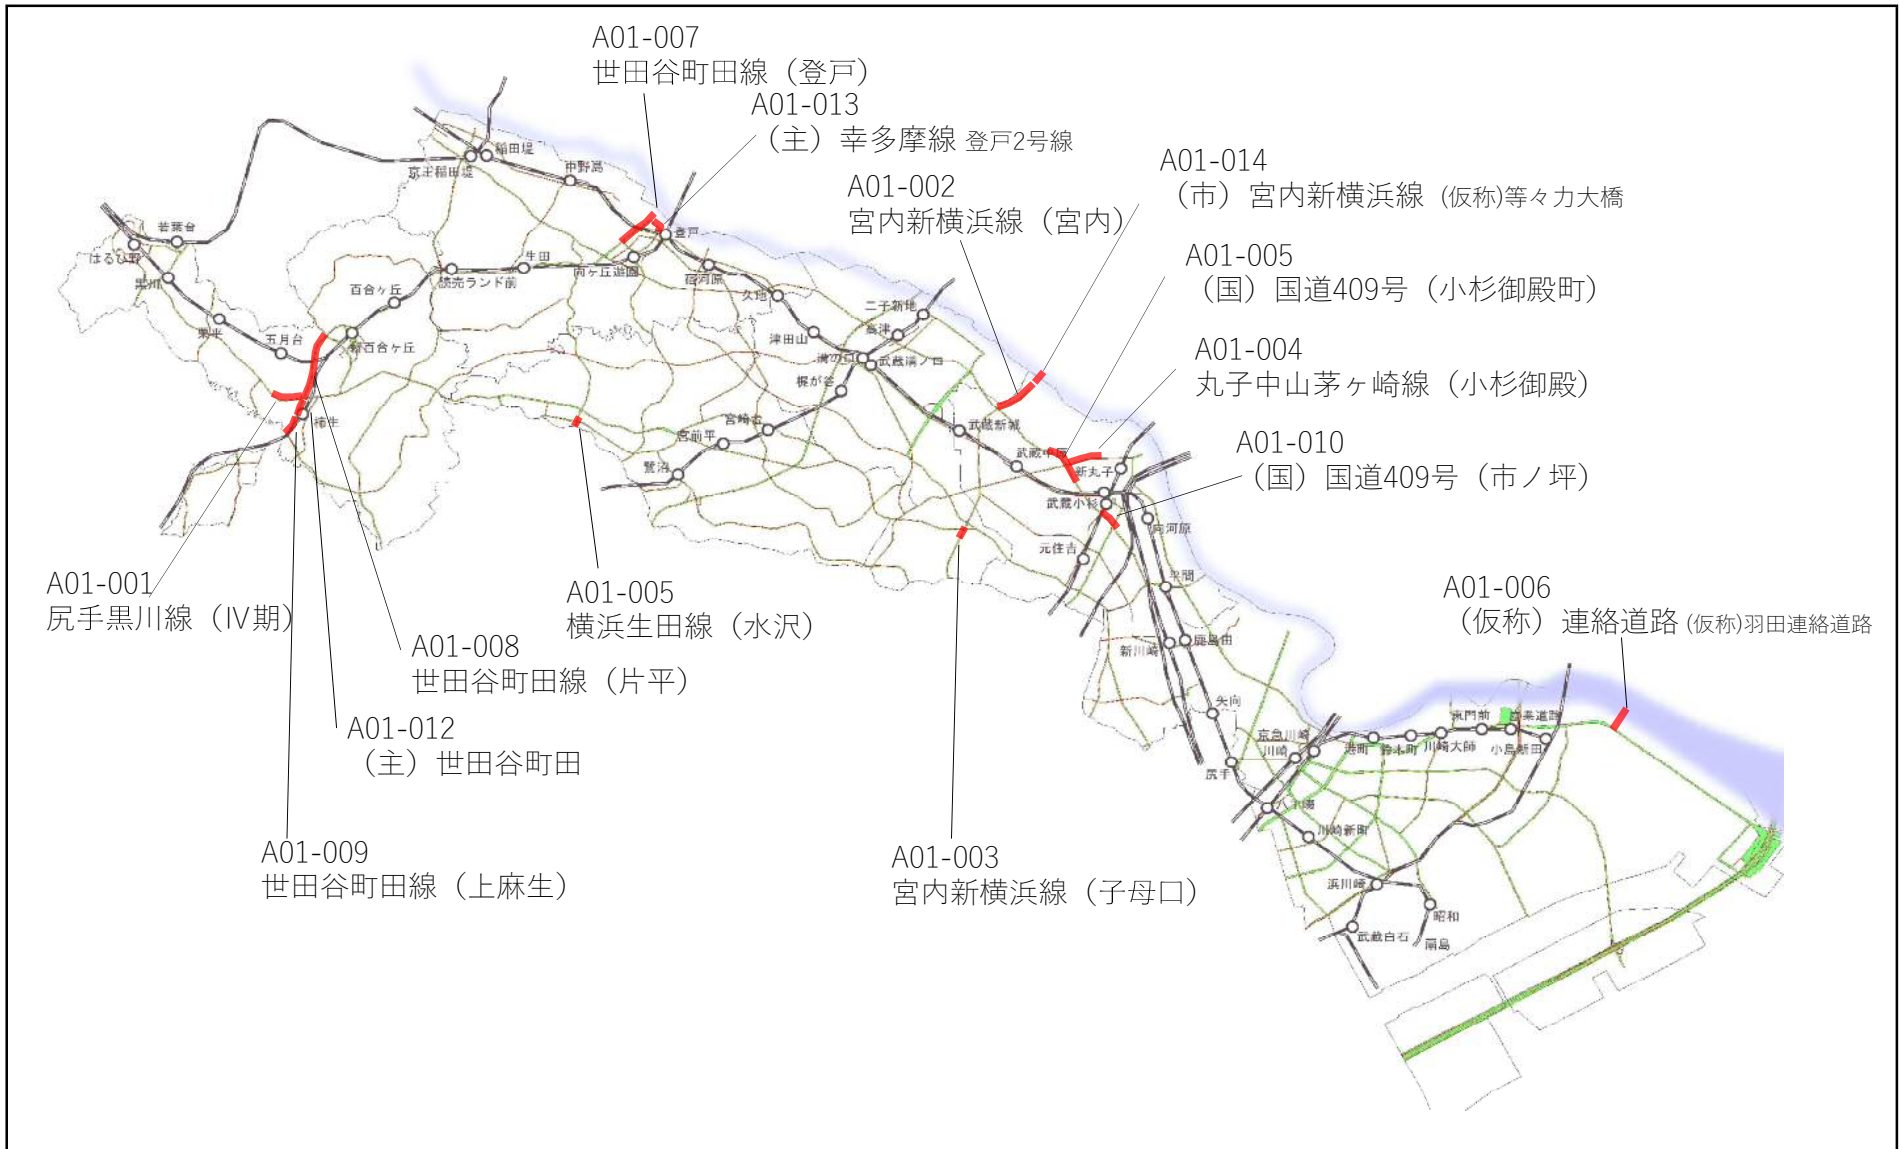 A01-007
世田谷町田線（登戸）
A01-013
（主）幸多摩線 登戸2号線
A01-002
宮内新横浜線（宮内）
A01-014
（市）宮内新横浜線 (仮称)等々力大橋
A01-005
（国）国道409号（小杉御殿町）
A01-004
丸子中山茅ヶ崎線（小杉御殿）
A01-010
（国）国道409号（市ノ坪）
A01-006
（仮称）連絡道路 (仮称)羽田連絡道路
A01-001
尻手黒川線（Ⅳ期）
A01-008
世田谷町田線（片平）
A01-005
横浜生田線（水沢）
A01-012
（主）世田谷町田
A01-009
世田谷町田線（上麻生）
A01-003
宮内新横浜線（子母口）
稲田堤
京王稲田堤
中野島
登戸
若葉台
はるひ野
黒川
栗平
五月台
百合ヶ丘
新百合ヶ丘
柿生
読売ランド前
生田
向ヶ丘遊園
宿河原
久地
二子新地
高津
津田山
溝の口
武蔵溝ノ口
梶が谷
宮崎台
宮前平
鷺沼
武蔵新城
武蔵中原
新丸子
武蔵小杉
向河原
元住吉
平間
新川崎
鹿島田
矢向
尻手
京急川崎
川崎
港町
鈴木町
川崎大師
東門前
産業道路
小島新田
八丁畷
川崎新町
浜川崎
昭和
扇島
武蔵白石